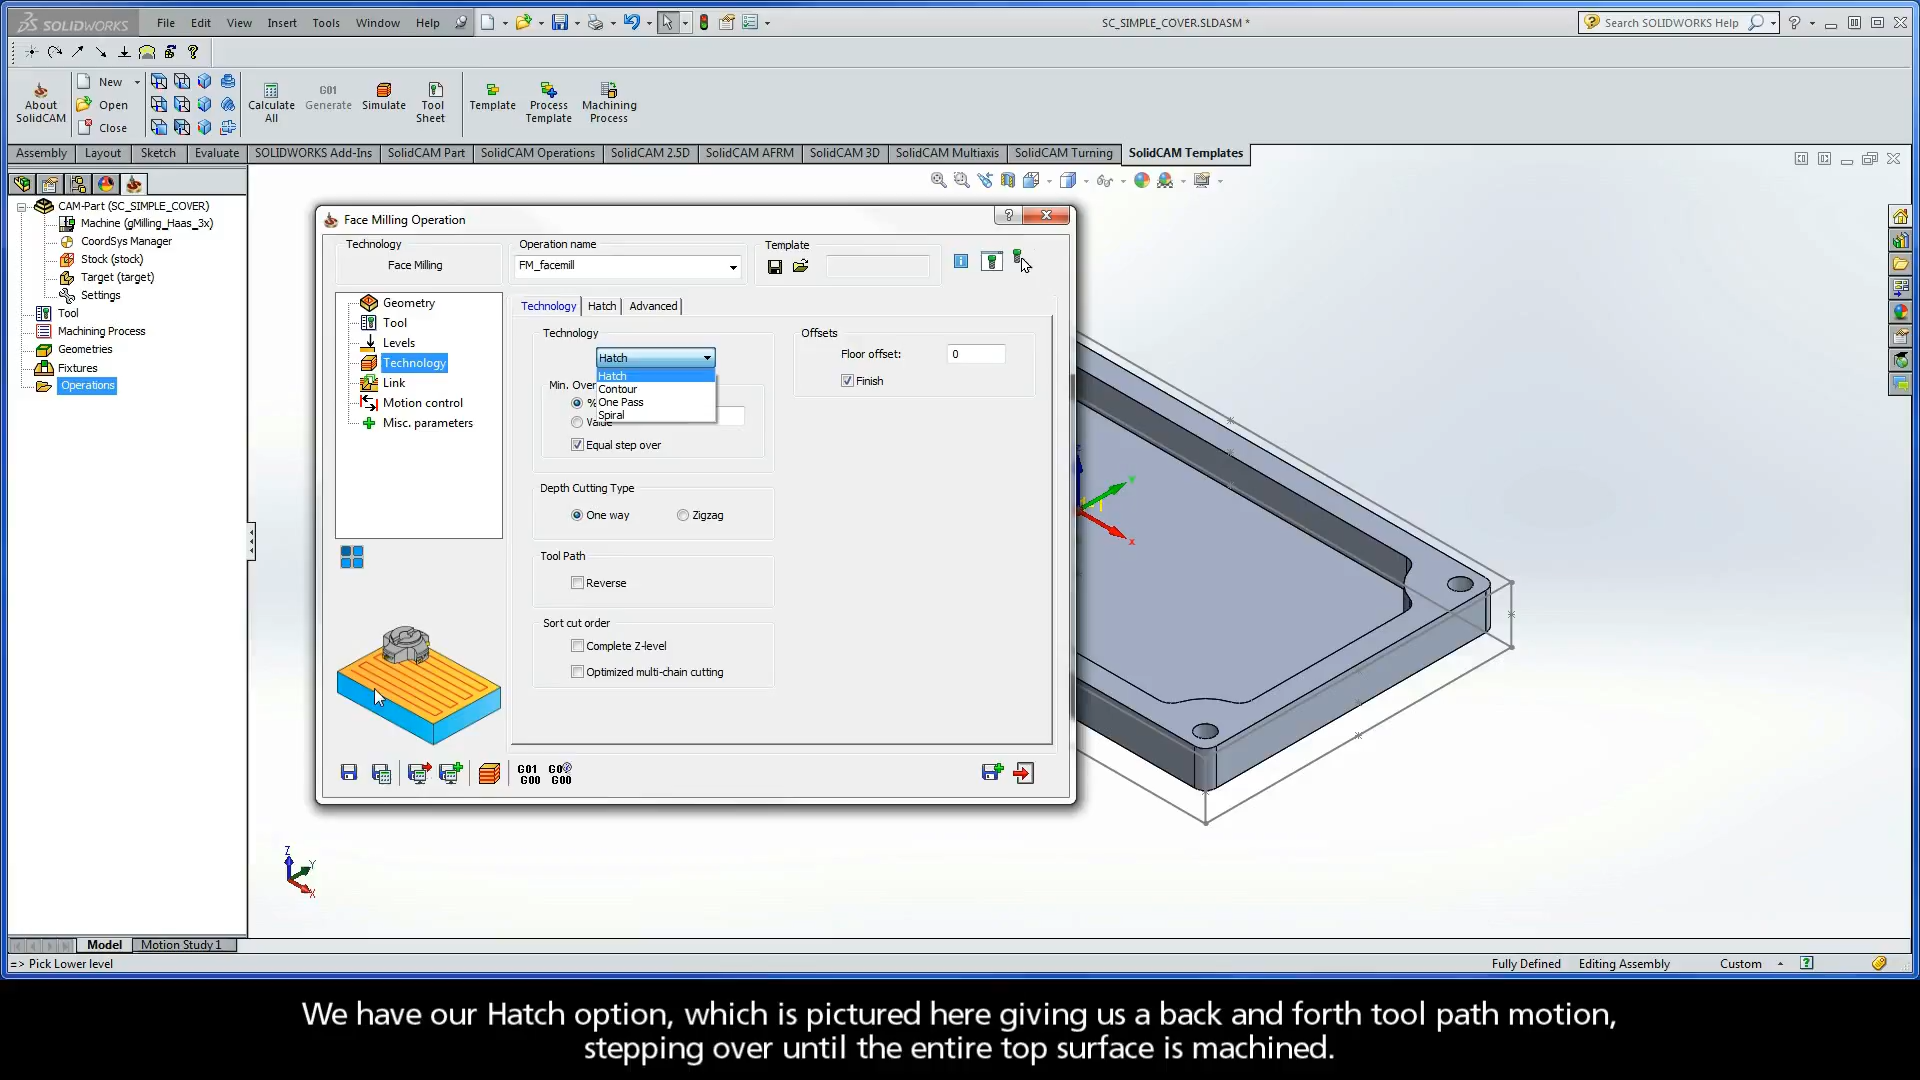 SOLIDWORKS
File Edit View Insert Tools Window Help
SC_SIMPLE_COVER.SLDASM *
Search SOLIDWORKS Help
About SolidCAM
New
Open
Close
Calculate All
G01 Generate
Simulate
Tool Sheet
Template
Process Template
Machining Process
Assembly Layout Sketch Evaluate SOLIDWORKS Add-Ins SolidCAM Part SolidCAM Operations SolidCAM 2.5D SolidCAM AFRM SolidCAM 3D SolidCAM Multiaxis SolidCAM Turning SolidCAM Templates
CAM-Part (SC_SIMPLE_COVER)
Machine (gMilling_Haas_3x)
CoordSys Manager
Stock (stock)
Target (target)
Settings
Tool
Machining Process
Geometries
Fixtures
Operations
Face Milling Operation
Technology
Face Milling
Operation name
FM_facemill
Template
Geometry
Tool
Levels
Technology
Link
Motion control
Misc. parameters
Technology Hatch Advanced
Technology
Hatch
Hatch
Contour
One Pass
Spiral
Min. Over
%
Value
Equal step over
Offsets
Floor offset: 0
Finish
Depth Cutting Type
One way Zigzag
Tool Path
Reverse
Sort cut order
Complete Z-level
Optimized multi-chain cutting
G01 G00
G00
Z
Y
X
x
Model Motion Study 1
=> Pick Lower level
Fully Defined Editing Assembly Custom
We have our Hatch option, which is pictured here giving us a back and forth tool path motion,
stepping over until the entire top surface is machined.